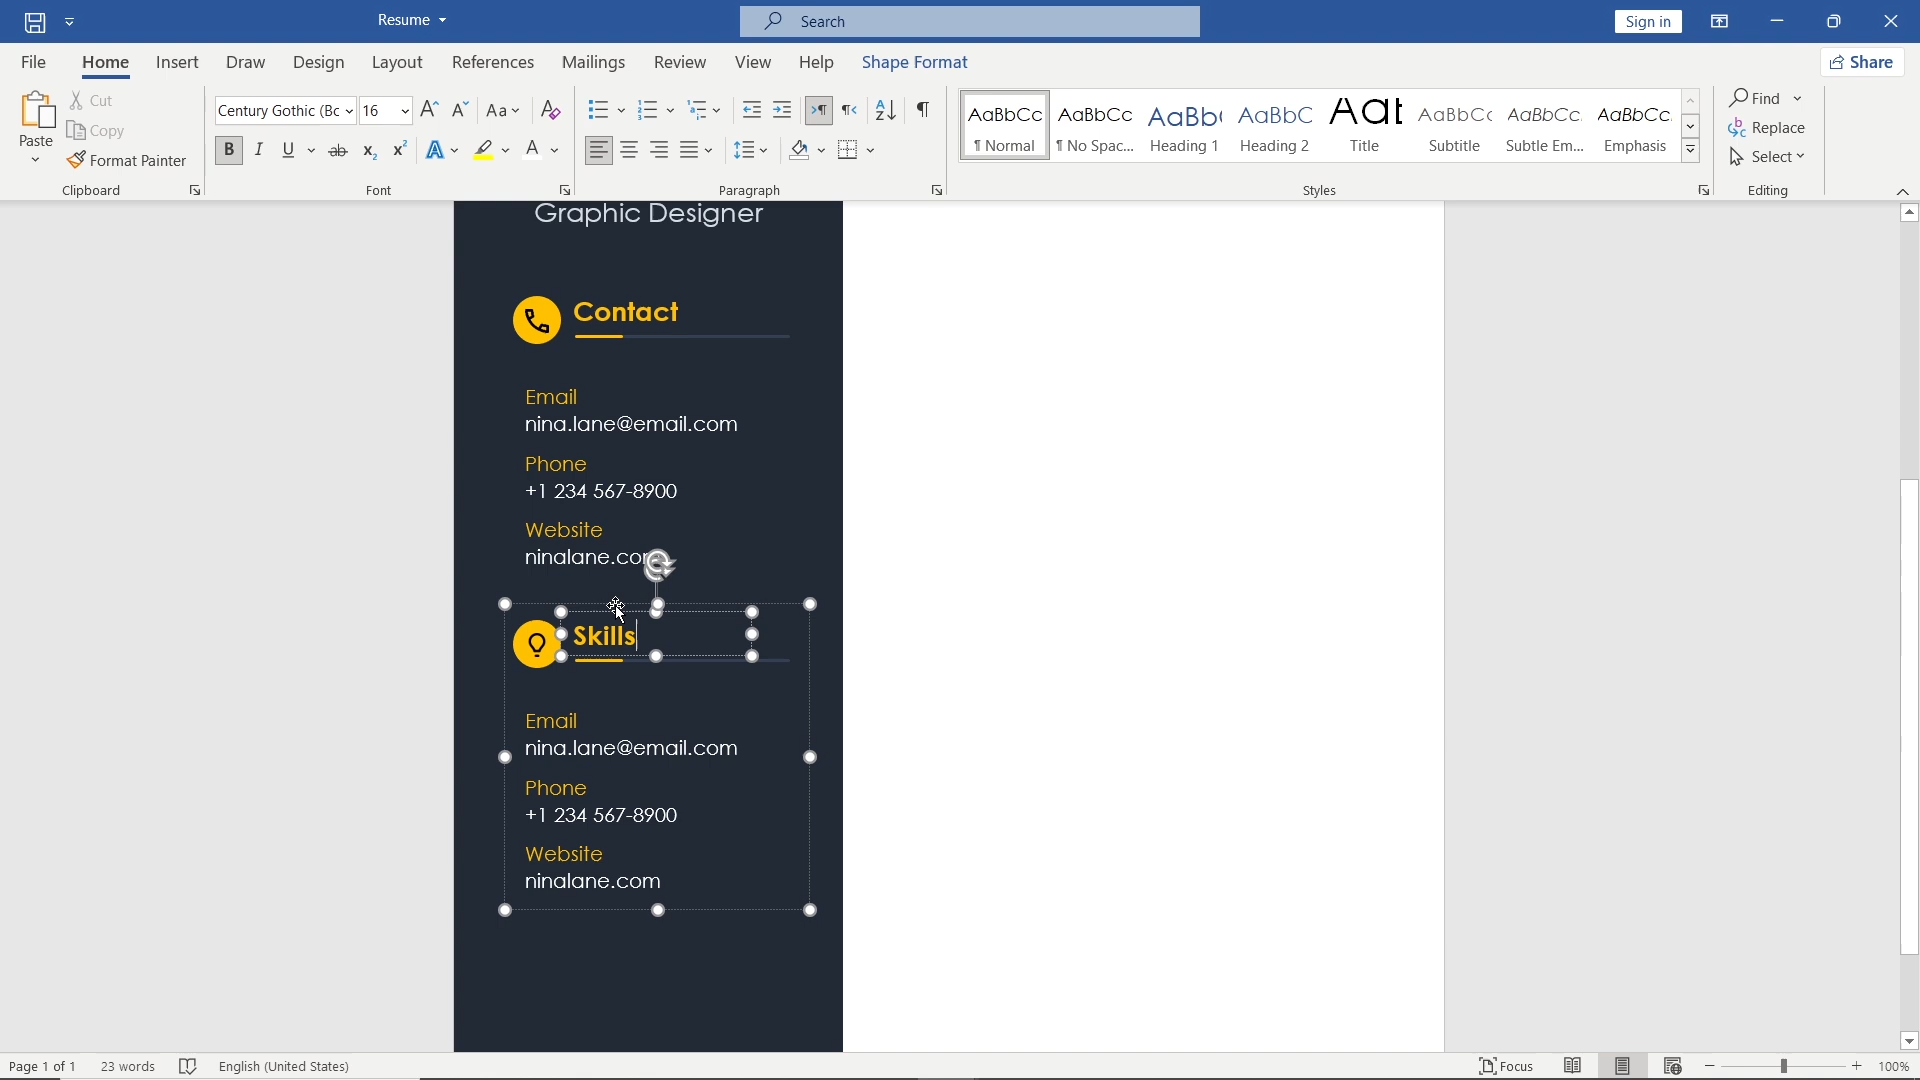 Resume
Search
Sign in
File
Home
Insert
Draw
Design
Layout
References
Mailings
Review
View
Help
Shape Format
Share
Paste
Cut
Copy
Format Painter
Clipboard
Century Gothic (Bc
16
Font
Paragraph
AaBbCc
¶ Normal
AaBbCc
¶ No Spac...
AaBb(
Heading 1
AaBbC
Heading 2
Aat
Title
AaBbCc
Subtitle
AaBbCc.
Subtle Em...
AaBbCc.
Emphasis
Styles
Find
Replace
Select
Editing
Graphic Designer
Contact
Email
nina.lane@email.com
Phone
+1 234 567-8900
Website
Skills
Email
nina.lane@email.com
Phone
+1 234 567-8900
Website
ninalane.com
Page 1 of 1
23 words
English (United States)
Focus
100%